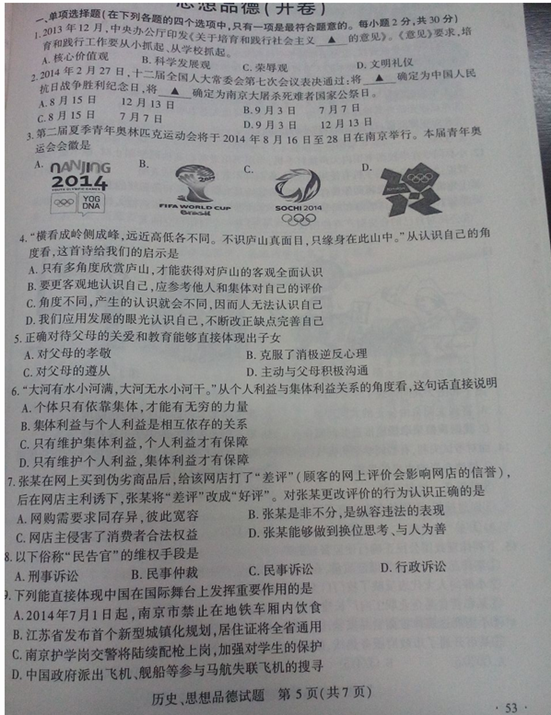 思想品德(开卷)
一、单项选择题(在下列各题的四个选项中,只有一项是最符合题意的。每小题2分,共30分)
1.2013年12月,中央办公厅印发《关于培育和践行社会主义 ▲ 的意见》。《意见》要求,培
育和践行工作要从小抓起、从学校抓起。
A.核心价值观 B.科学发展观 C.荣辱观 D.文明礼仪
2.2014年2月27日,十二届全国人大常委会第七次会议表决通过:将 ▲ 确定为中国人民
抗日战争胜利纪念日,将 ▲ 确定为南京大屠杀死难者国家公祭日。
A.8月15日 12月13日 B.9月3日 7月7日
C.8月15日 7月7日 D.9月3日 12月13日
3.第二届夏季青年奥林匹克运动会将于2014年8月16日至28日在南京举行。本届青年奥
运会会徽是
A. B. C. D.
NANJING
2014
YOG
DNA
FIFA WORLD CUP
Brasil
SOCHI 2014
4.“横看成岭侧成峰,远近高低各不同。不识庐山真面目,只缘身在此山中。”从认识自己的角
度看,这首诗给我们的启示是
A.只有多角度欣赏庐山,才能获得对庐山的客观全面认识
B.要更客观地认识自己,应参考他人和集体对自己的评价
C.角度不同,产生的认识就会不同,因而人无法认识自己
D.我们应用发展的眼光认识自己,不断改正缺点完善自己
5.正确对待父母的关爱和教育能够直接体现出子女
A.对父母的孝敬 B.克服了消极逆反心理
C.对父母的遵从 D.主动与父母积极沟通
6.“大河有水小河满,大河无水小河干。”从个人利益与集体利益关系的角度看,这句话直接说明
A.个体只有依靠集体,才能有无穷的力量
B.集体利益与个人利益是相互依存的关系
C.只有维护集体利益,个人利益才有保障
D.只有维护个人利益,集体利益才有保障
7.张某在网上买到伪劣商品后,给该网店打了“差评”(顾客的网上评价会影响网店的信誉),
后在网店主利诱下,张某将“差评”改成“好评”。对张某更改评价的行为认识正确的是
A.网购需要求同存异,彼此宽容 B.张某是非不分,是纵容违法的表现
C.网店主侵害了消费者合法权益 D.张某能够做到换位思考、与人为善
8.以下俗称“民告官”的维权手段是
A.刑事诉讼 B.民事仲裁 C.民事诉讼 D.行政诉讼
9.下列能直接体现中国在国际舞台上发挥重要作用的是
A.2014年7月1日起,南京市禁止在地铁车厢内饮食
B.江苏省发布首个新型城镇化规划,居住证将全省通用
C.南京护学岗交警将陆续配枪上岗,加强对学生的保护
D.中国政府派出飞机、舰船等参与马航失联飞机的搜寻
历史、思想品德试题 第5页(共7页)
· 53 ·